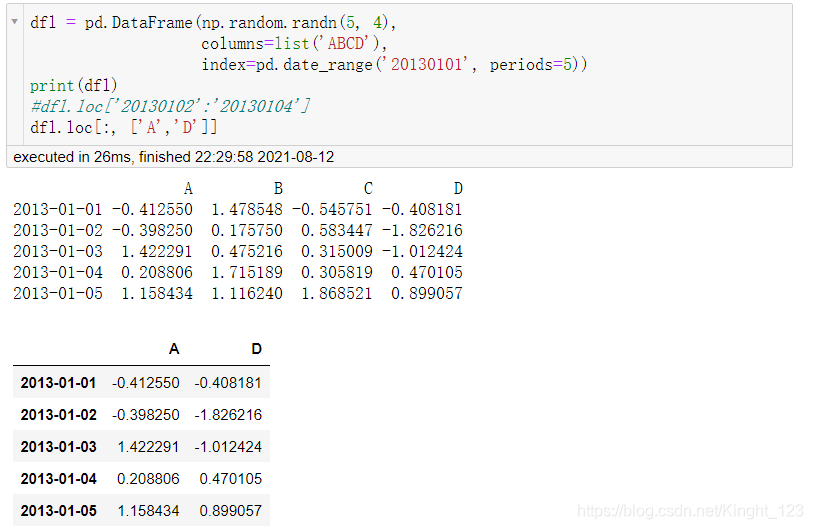 dfl = pd.DataFrame(np.random.randn(5, 4),
columns=list('ABCD'),
index=pd.date_range('20130101', periods=5))
print(dfl)
#dfl.loc['20130102':'20130104']
dfl.loc[:, ['A','D']]
executed in 26ms, finished 22:29:58 2021-08-12
A B C D
2013-01-01 -0.412550 1.478548 -0.545751 -0.408181
2013-01-02 -0.398250 0.175750 0.583447 -1.826216
2013-01-03 1.422291 0.475216 0.315009 -1.012424
2013-01-04 0.208806 1.715189 0.305819 0.470105
2013-01-05 1.158434 1.116240 1.868521 0.899057
A D
2013-01-01 -0.412550 -0.408181
2013-01-02 -0.398250 -1.826216
2013-01-03 1.422291 -1.012424
2013-01-04 0.208806 0.470105
2013-01-05 1.158434 0.899057
https://blog.csdn.net/Kinght_123